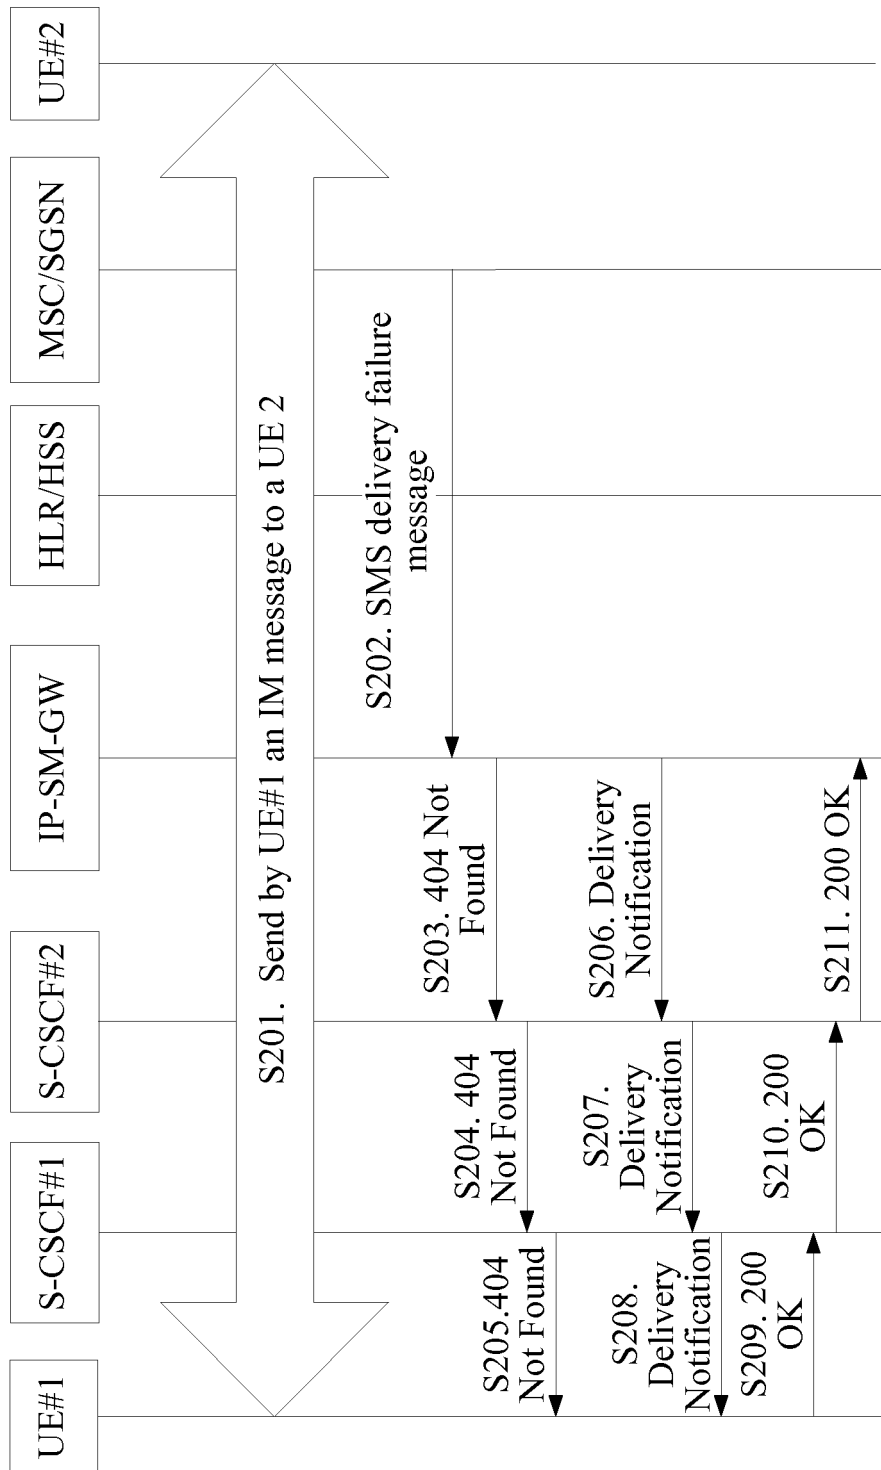 UE#1
S-CSCF#1
S-CSCF#2
IP-SM-GW
HLR/HSS
MSC/SGSN
UE#2
S201. Send by UE#1 an IM message to a UE 2
S202. SMS delivery failure
message
S203. 404 Not
Found
S204. 404
Not Found
S205.404
Not Found
S206. Delivery
Notification
S207.
Delivery
Notification
S208.
Delivery
Notification
S209. 200
OK
S210. 200
OK
S211. 200 OK